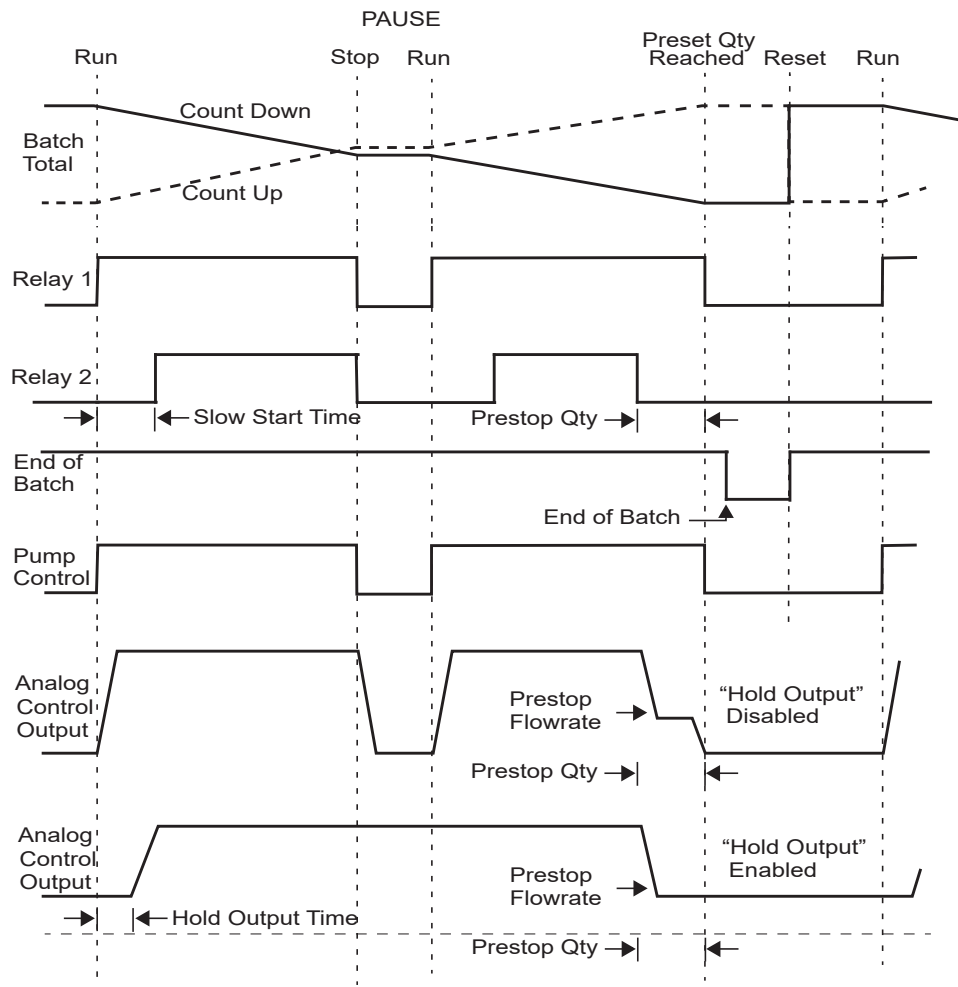 PAUSE
Run
Stop
Run
Preset Qty
Reached
Reset
Run
Count Down
Batch
Total
Count Up
Relay 1
Relay 2
Slow Start Time
Prestop Qty
End of
Batch
End of Batch
Pump
Control
Analog
Control
Output
Prestop
Flowrate
“Hold Output”
Disabled
Prestop Qty
Analog
Control
Output
Prestop
Flowrate
“Hold Output”
Enabled
Hold Output Time
Prestop Qty